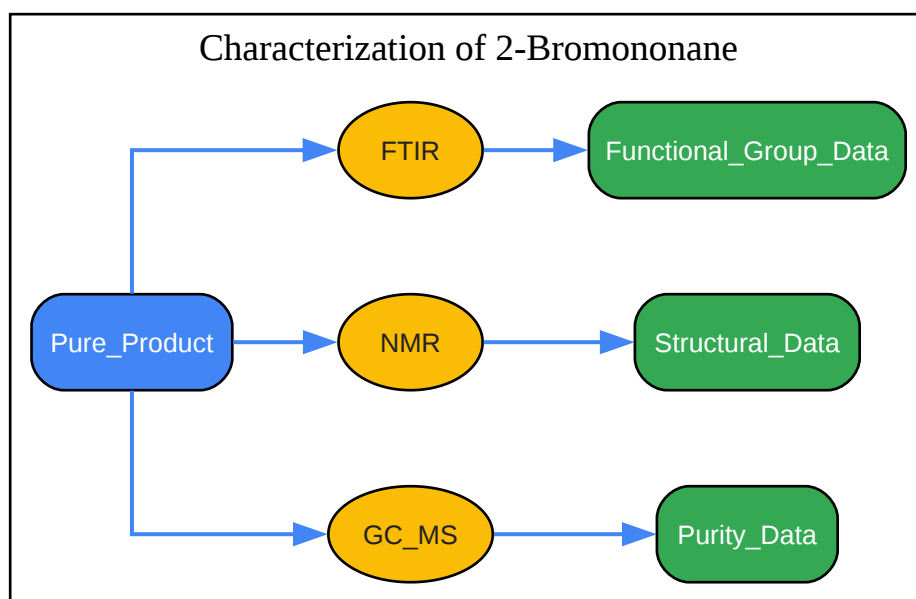 Characterization of 2-Bromononane
FTIR
Functional_Group_Data
Pure_Product
NMR
Structural_Data
GC_MS
Purity_Data